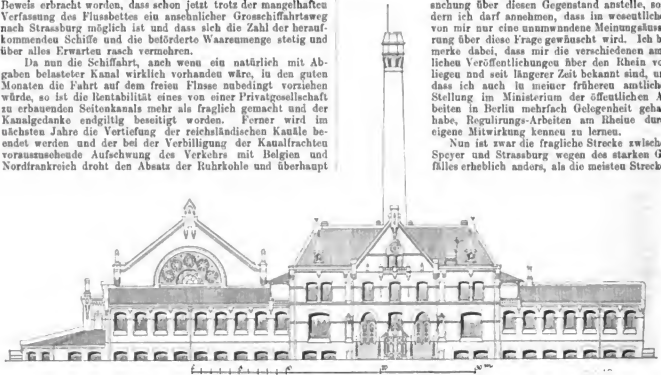 Beweis erbracht worden, dass schon jetzt trotz der mangelhaften
Verfassung des Flussbettes ein ansehnlicher Grosschiffahrtsweg
nach Strassburg möglich ist und dass sich die Zahl der herauf-
kommenden Schiffe und die beförderte Waarenmenge stetig und
über alles Erwarten rasch vermehren.
Da nun die Schiffahrt, auch wenn ein natürlich mit Ab-
gaben belasteter Kanal wirklich vorhanden wäre, in den guten
Monaten die Fahrt auf dem freien Flusse unbedingt vorziehen
würde, so ist die Rentabilität eines von einer Privatgesellschaft
zu erbauenden Seitenkanals mehr als fraglich gemacht und der
Kanalgedanke endgiltig beseitigt worden. Ferner wird im
nächsten Jahre die Vertiefung der reichsländischen Kanäle be-
endet werden und der bei der Verbilligung der Kanalfrachten
vorauszusehende Aufschwung des Verkehrs mit Belgien und
Nordfrankreich droht den Absatz der Ruhrkohle und überhaupt
suchung über diesen Gegenstand anstelle, so
dern ich darf annehmen, dass im wesentlich
von mir nur eine unumwundene Meinungsäuss
rung über diese Frage gewünscht wird. Ich b
merke dabei, dass mir die verschiedenen am
lichen Veröffentlichungen über den Rhein vo
liegen und seit längerer Zeit bekannt sind, un
dass ich auch in meiner früheren amtlich
Stellung im Ministerium der öffentlichen A
beiten in Berlin mehrfach Gelegenheit geha
habe, Regulirungs-Arbeiten am Rheine dur
eigene Mitwirkung kennen zu lernen.
Nun ist zwar die fragliche Strecke zwisch
Speyer und Strassburg wegen des starken G
fälles erheblich anders, als die meisten Streck
10 20 30 m